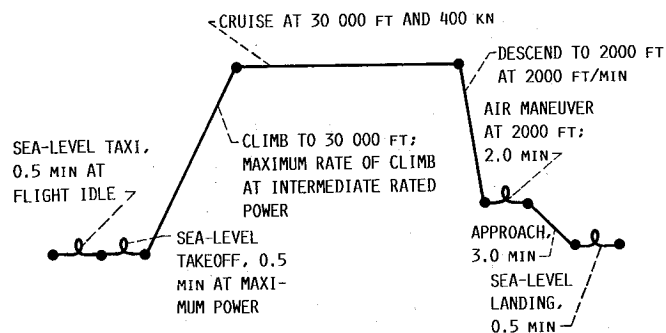 CRUISE AT 30 000 FT AND 400 KN
DESCEND TO 2000 FT
AT 2000 FT/MIN
AIR MANEUVER
AT 2000 FT;
2.0 MIN
SEA-LEVEL TAXI,
0.5 MIN AT
FLIGHT IDLE
CLIMB TO 30 000 FT;
MAXIMUM RATE OF CLIMB
AT INTERMEDIATE RATED
POWER
SEA-LEVEL
TAKEOFF, 0.5
MIN AT MAXI-
MUM POWER
APPROACH,
3.0 MIN
SEA-LEVEL
LANDING,
0.5 MIN